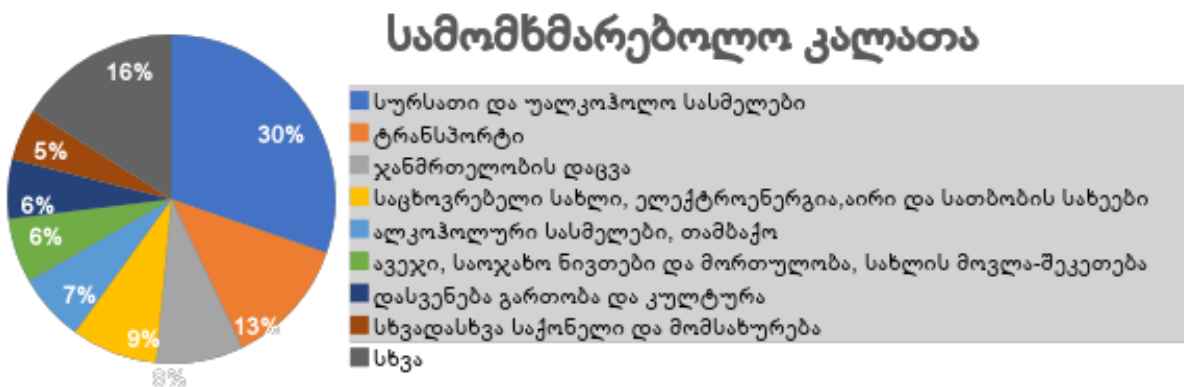 სამომხმარებოლო კალათა
16%
30%
5%
6%
6%
7%
9%
13%
8%
სურსათი და უალკოჰოლო სასმელები
ტრანსპორტი
ჯანმრთელობის დაცვა
საცხოვრებელი სახლი, ელექტროენერგია,აირი და სათბობის სახეები
ალკოჰოლური სასმელები, თამბაქო
ავეჯი, საოჯახო ნივთები და მორთულობა, სახლის მოვლა-შეკეთება
დასვენება გართობა და კულტურა
სხვადასხვა საქონელი და მომსახურება
სხვა